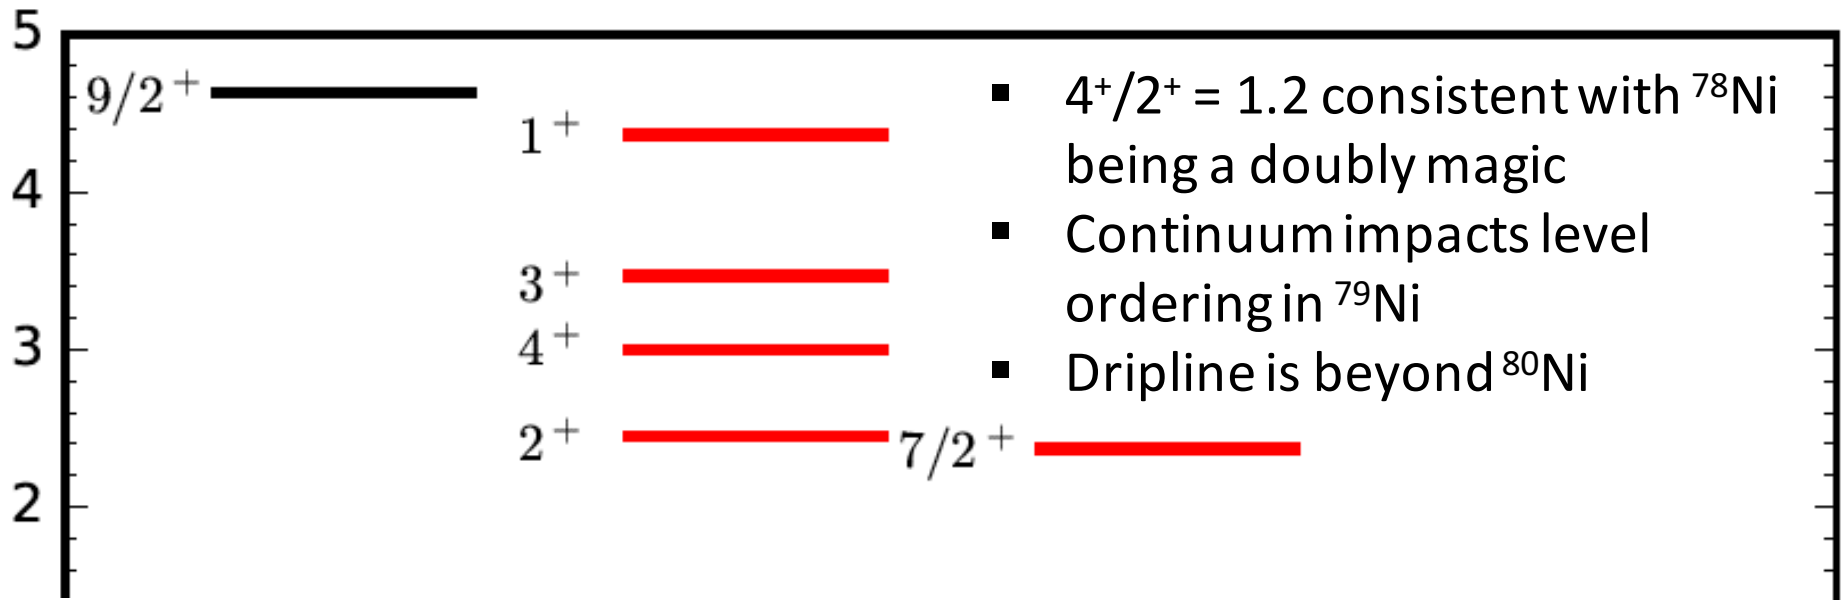 5
4
3
2
9/2⁺
1⁺
3⁺
4⁺
2⁺
7/2⁺
▪ 4⁺/2⁺ = 1.2 consistent with ⁷⁸Ni
being a doubly magic
▪ Continuum impacts level
ordering in ⁷⁹Ni
▪ Dripline is beyond ⁸⁰Ni